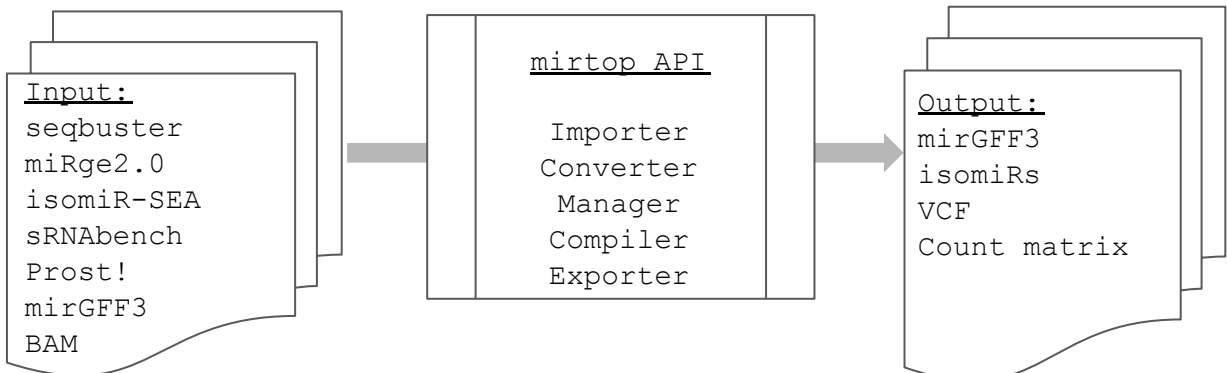 Input:
seqbuster
miRge2.0
isomiR-SEA
sRNAbench
Prost!
mirGFF3
BAM
mirtop API
Importer
Converter
Manager
Compiler
Exporter
Output:
mirGFF3
isomiRs
VCF
Count matrix